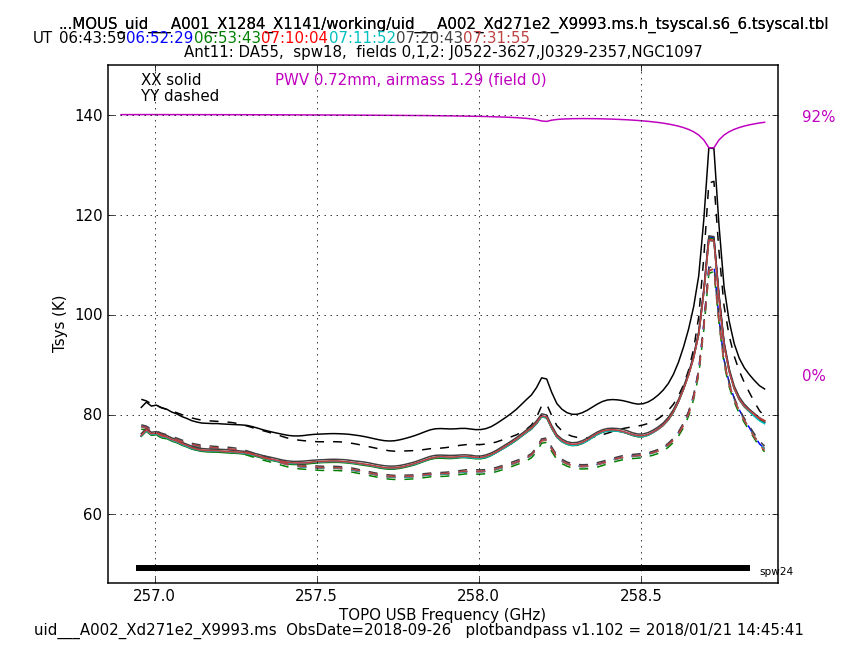 ...MOUS_uid___A001_X1284_X1141/working/uid___A002_Xd271e2_X9993.ms.h_tsyscal.s6_6.tsyscal.tbl
UT 06:43:59 06:52:29 06:53:43 07:10:04 07:11:52 07:20:43 07:31:55
Ant11: DA55,  spw18,  fields 0,1,2: J0522-3627,J0329-2357,NGC1097
XX solid
PWV 0.72mm, airmass 1.29 (field 0)
YY dashed
140
92%
120
100
Tsys (K)
0%
80
60
spw24
257.0 257.5 258.0 258.5
TOPO USB Frequency (GHz)
uid___A002_Xd271e2_X9993.ms  ObsDate=2018-09-26   plotbandpass v1.102 = 2018/01/21 14:45:41